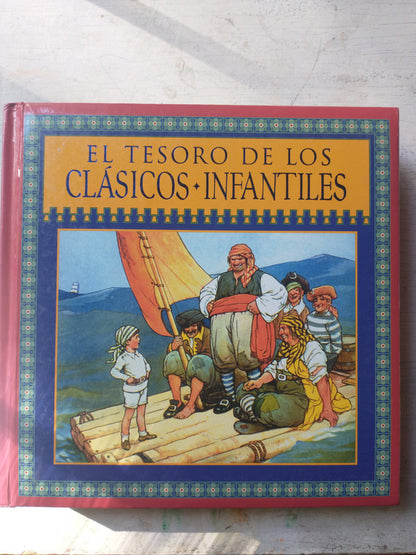 EL TESORO DE LOS
CLÁSICOS • INFANTILES